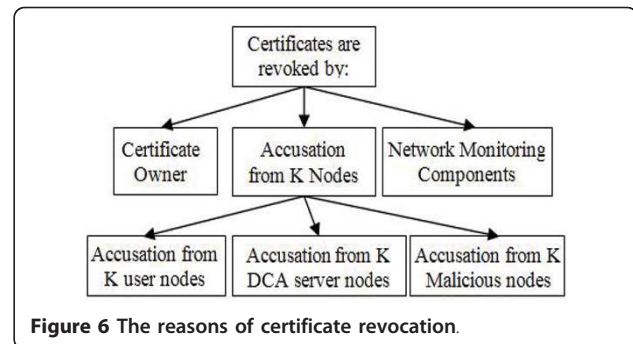 Certificates are
revoked by:
Certificate
Owner
Accusation
from K Nodes
Network Monitoring
Components
Accusation from
K user nodes
Accusation from K
DCA server nodes
Accusation from K
Malicious nodes
Figure 6 The reasons of certificate revocation.